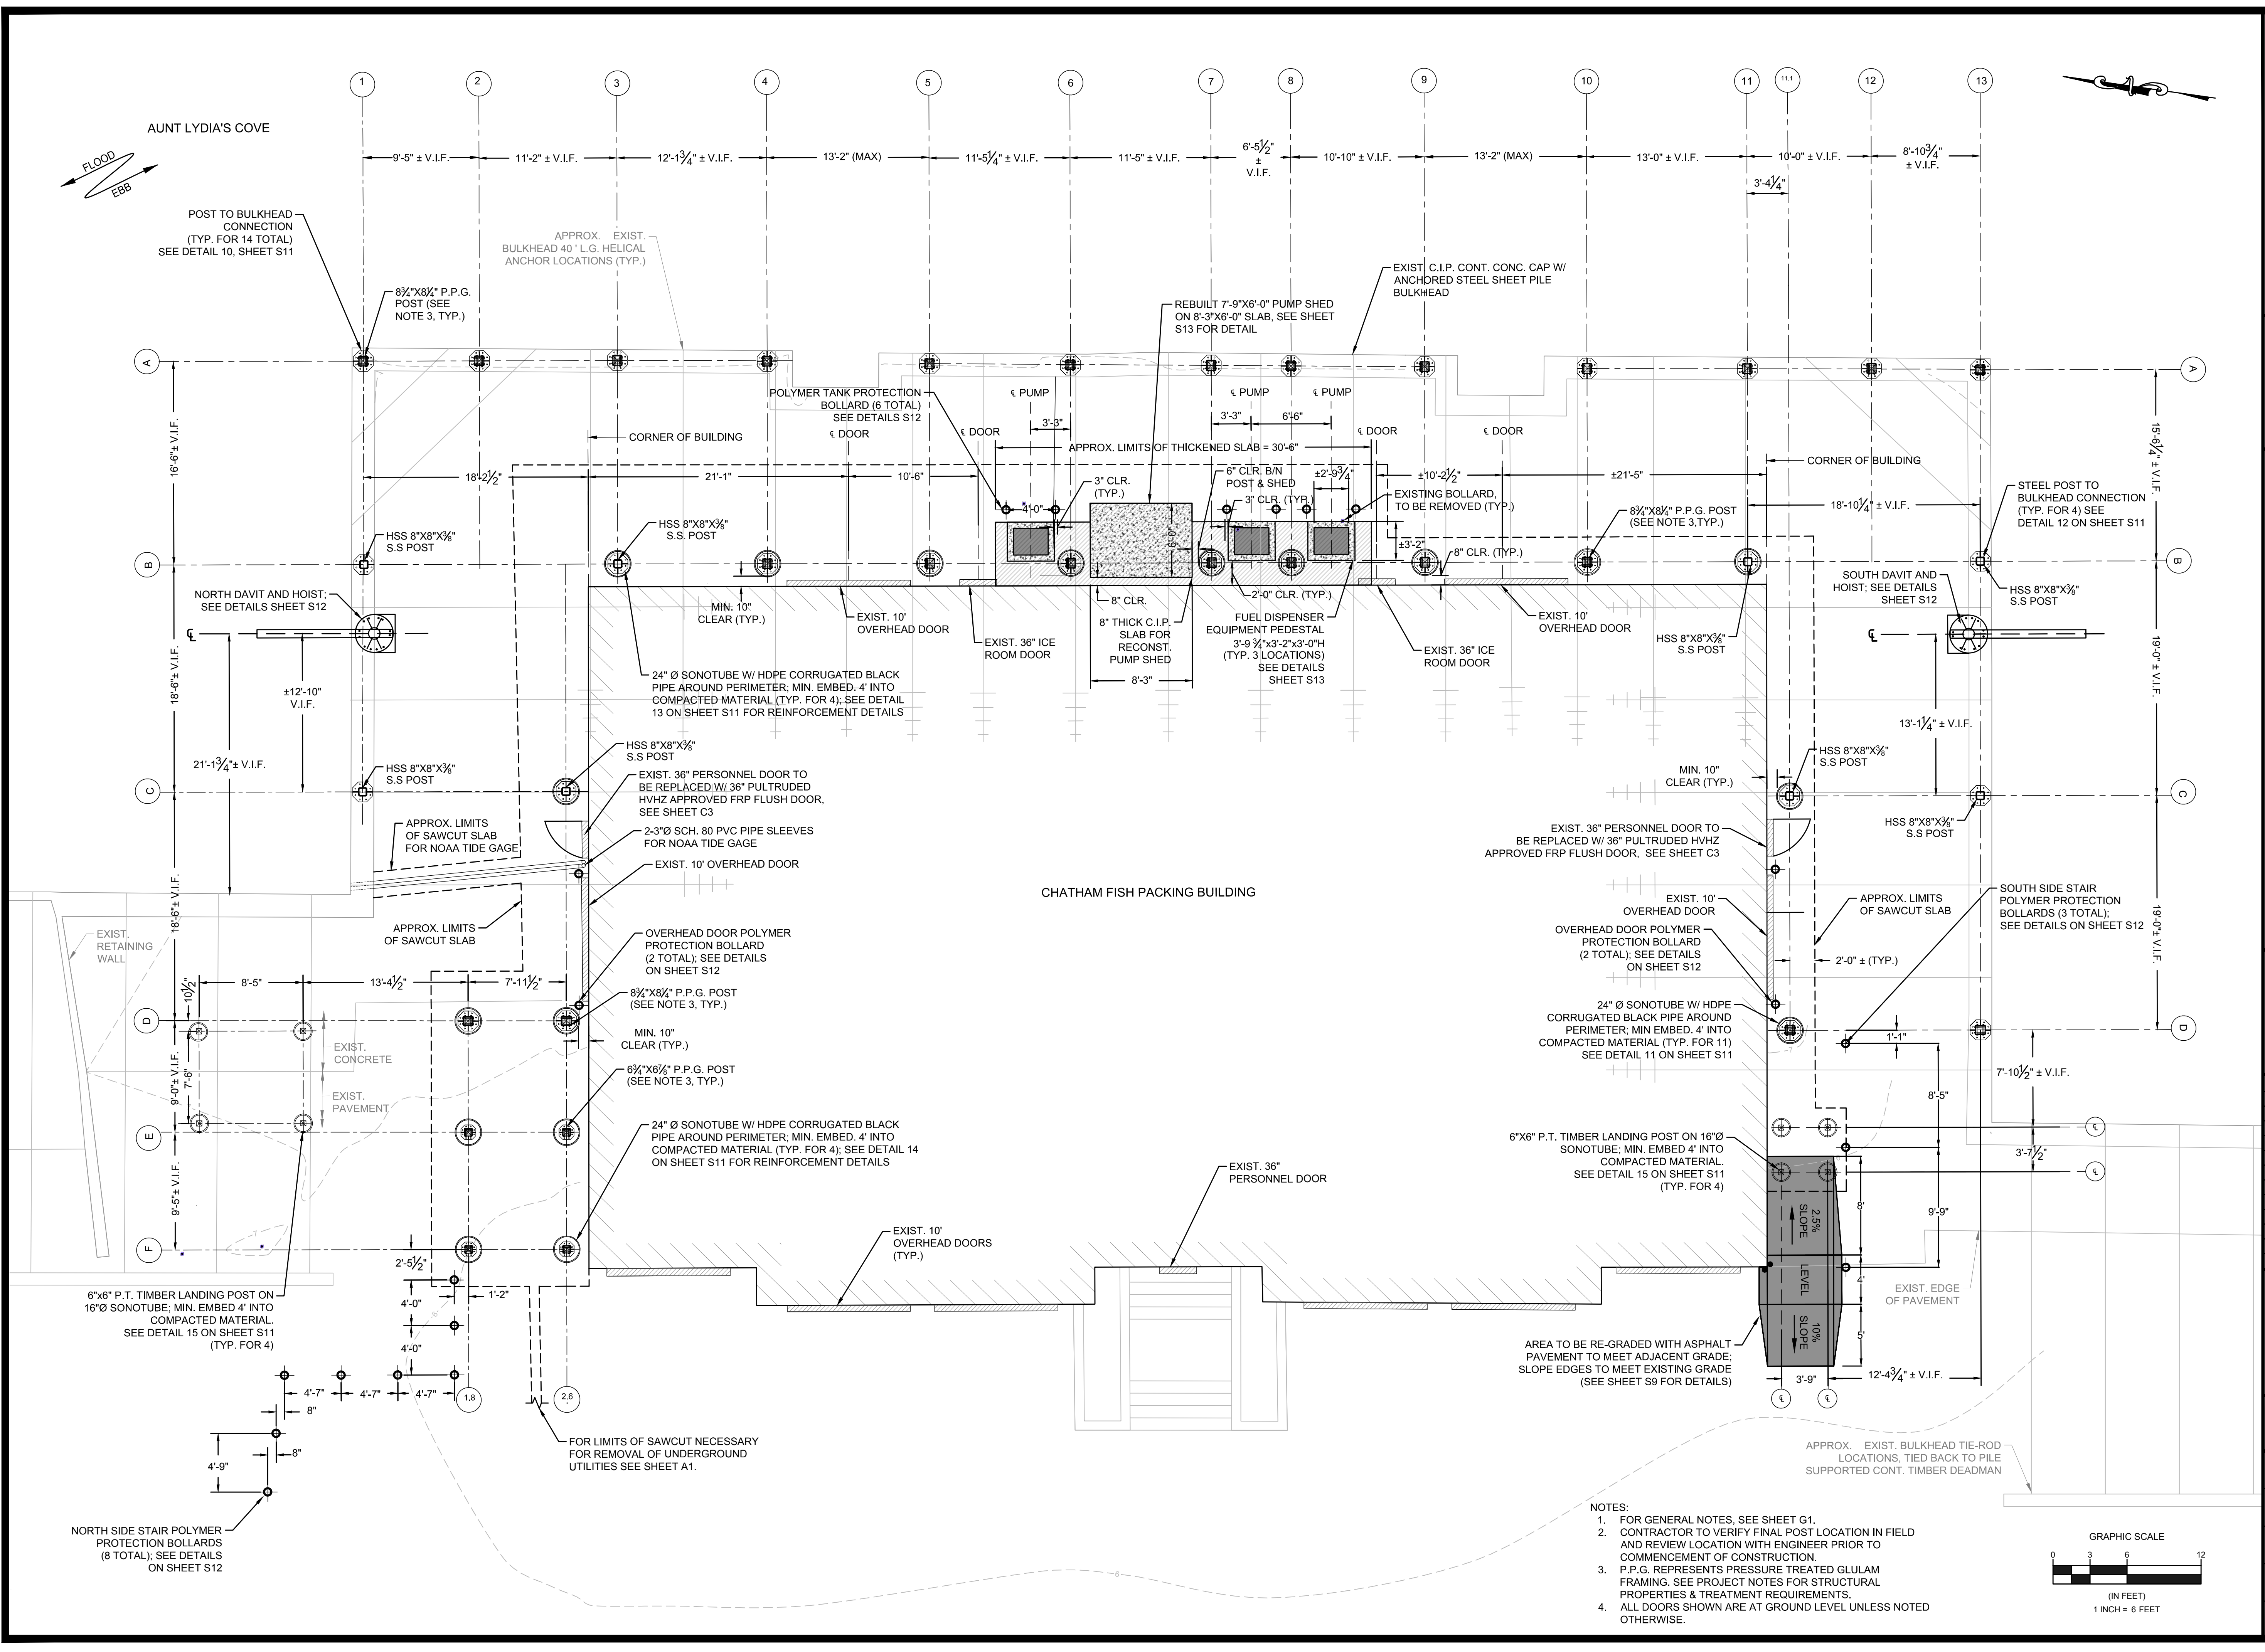 1
2
3
4
5
6
7
8
9
10
11
11,1
12
13
AUNT LYDIA'S COVE
FLOOD
EBB
9'-5" ± V.I.F.
11'-2" ± V.I.F.
12'-1¾" ± V.I.F.
13'-2" (MAX)
11'-5¼" ± V.I.F.
11'-5" ± V.I.F.
6'-5½"
±
V.I.F.
10'-10" ± V.I.F.
13'-2" (MAX)
13'-0" ± V.I.F.
10'-0" ± V.I.F.
8'-10¾"
± V.I.F.
3'-4¼"
POST TO BULKHEAD
CONNECTION
(TYP. FOR 14 TOTAL)
SEE DETAIL 10, SHEET S11
APPROX. EXIST.
BULKHEAD 40 ' L.G. HELICAL
ANCHOR LOCATIONS (TYP.)
8¾"X8¼" P.P.G.
POST (SEE
NOTE 3, TYP.)
REBUILT 7'-9"X6'-0" PUMP SHED
ON 8'-3"X6'-0" SLAB, SEE SHEET
S13 FOR DETAIL
EXIST. C.I.P. CONT. CONC. CAP W/
ANCHORED STEEL SHEET PILE
BULKHEAD
A
A
POLYMER TANK PROTECTION
BOLLARD (6 TOTAL)
SEE DETAILS S12
℄ PUMP
℄ PUMP
℄ PUMP
3'-3"
3'-3"
6'-6"
CORNER OF BUILDING
℄ DOOR
℄ DOOR
℄ DOOR
℄ DOOR
CORNER OF BUILDING
APPROX. LIMITS OF THICKENED SLAB = 30'-6"
16'-6"± V.I.F.
15'-6¼"± V.I.F.
18'-2½"
21'-1"
10'-6"
3" CLR.
(TYP.)
6" CLR. B/N
POST & SHED
±2'-9¾"
±10'-2½"
±21'-5"
4'-0"
3" CLR. (TYP.)
EXISTING BOLLARD,
TO BE REMOVED (TYP.)
18'-10¼" ± V.I.F.
STEEL POST TO
BULKHEAD CONNECTION
(TYP. FOR 4) SEE
DETAIL 12 ON SHEET S11
HSS 8"X8"X⅜"
S.S POST
HSS 8"X8"X⅜"
S.S. POST
8¾"X8¼" P.P.G. POST
(SEE NOTE 3,TYP.)
6'-0"
±3'-2"
8" CLR. (TYP.)
B
B
NORTH DAVIT AND HOIST;
SEE DETAILS SHEET S12
MIN. 10"
CLEAR (TYP.)
EXIST. 10'
OVERHEAD DOOR
EXIST. 36" ICE
ROOM DOOR
8" CLR.
8" THICK C.I.P.
SLAB FOR
RECONST.
PUMP SHED
8'-3"
2'-0" CLR. (TYP.)
FUEL DISPENSER
EQUIPMENT PEDESTAL
3'-9 ¾"x3'-2"x3'-0"H
(TYP. 3 LOCATIONS)
SEE DETAILS
SHEET S13
EXIST. 36" ICE
ROOM DOOR
EXIST. 10'
OVERHEAD DOOR
HSS 8"X8"X⅜"
S.S POST
SOUTH DAVIT AND
HOIST; SEE DETAILS
SHEET S12
HSS 8"X8"X⅜"
S.S POST
℄
℄
18'-6"± V.I.F.
19'-0"± V.I.F.
±12'-10"
V.I.F.
24" Ø SONOTUBE W/ HDPE CORRUGATED BLACK
PIPE AROUND PERIMETER; MIN. EMBED. 4' INTO
COMPACTED MATERIAL (TYP. FOR 4); SEE DETAIL
13 ON SHEET S11 FOR REINFORCEMENT DETAILS
13'-1¼" ± V.I.F.
21'-1¾"± V.I.F.
HSS 8"X8"X⅜"
S.S POST
HSS 8"X8"X⅜"
S.S POST
MIN. 10"
CLEAR (TYP.)
HSS 8"X8"X⅜"
S.S POST
C
C
EXIST. 36" PERSONNEL DOOR TO
BE REPLACED W/ 36" PULTRUDED
HVHZ APPROVED FRP FLUSH DOOR,
SEE SHEET C3
HSS 8"X8"X⅜"
S.S POST
APPROX. LIMITS
OF SAWCUT SLAB
FOR NOAA TIDE GAGE
2-3"Ø SCH. 80 PVC PIPE SLEEVES
FOR NOAA TIDE GAGE
EXIST. 10' OVERHEAD DOOR
EXIST. 36" PERSONNEL DOOR TO
BE REPLACED W/ 36" PULTRUDED HVHZ
APPROVED FRP FLUSH DOOR, SEE SHEET C3
CHATHAM FISH PACKING BUILDING
18'-6"± V.I.F.
19'-0"± V.I.F.
EXIST.
RETAINING
WALL
APPROX. LIMITS
OF SAWCUT SLAB
OVERHEAD DOOR POLYMER
PROTECTION BOLLARD
(2 TOTAL); SEE DETAILS
ON SHEET S12
EXIST. 10'
OVERHEAD DOOR
OVERHEAD DOOR POLYMER
PROTECTION BOLLARD
(2 TOTAL); SEE DETAILS
ON SHEET S12
APPROX. LIMITS
OF SAWCUT SLAB
SOUTH SIDE STAIR
POLYMER PROTECTION
BOLLARDS (3 TOTAL);
SEE DETAILS ON SHEET S12
2'-0" ± (TYP.)
10½"
8'-5"
13'-4½"
7'-11½"
8¾"X8¼" P.P.G. POST
(SEE NOTE 3, TYP.)
MIN. 10"
CLEAR (TYP.)
24" Ø SONOTUBE W/ HDPE
CORRUGATED BLACK PIPE AROUND
PERIMETER; MIN EMBED. 4' INTO
COMPACTED MATERIAL (TYP. FOR 11)
SEE DETAIL 11 ON SHEET S11
1'-1"
D
D
EXIST.
CONCRETE
EXIST.
PAVEMENT
9'-0"± V.I.F.
7'-6"
6¾"X6⅞" P.P.G. POST
(SEE NOTE 3, TYP.)
7'-10½" ± V.I.F.
8'-5"
E
24" Ø SONOTUBE W/ HDPE CORRUGATED BLACK
PIPE AROUND PERIMETER; MIN. EMBED. 4' INTO
COMPACTED MATERIAL (TYP. FOR 4); SEE DETAIL 14
ON SHEET S11 FOR REINFORCEMENT DETAILS
6"X6" P.T. TIMBER LANDING POST ON 16"Ø
SONOTUBE; MIN. EMBED 4' INTO
COMPACTED MATERIAL.
SEE DETAIL 15 ON SHEET S11
(TYP. FOR 4)
3'-7½"
℄
℄
9'-5"± V.I.F.
EXIST. 36"
PERSONNEL DOOR
EXIST. 10'
OVERHEAD DOORS
(TYP.)
F
2.5%
SLOPE
8'
9'-9"
LEVEL
4'
10%
SLOPE
5'
EXIST. EDGE
OF PAVEMENT
2'-5½"
1'-2"
4'-0"
4'-0"
6
6"x6" P.T. TIMBER LANDING POST ON
16"Ø SONOTUBE; MIN. EMBED 4' INTO
COMPACTED MATERIAL.
SEE DETAIL 15 ON SHEET S11
(TYP. FOR 4)
4'-7"
4'-7"
4'-7"
8"
8"
4'-9"
1,8
2,6
AREA TO BE RE-GRADED WITH ASPHALT
PAVEMENT TO MEET ADJACENT GRADE;
SLOPE EDGES TO MEET EXISTING GRADE
(SEE SHEET S9 FOR DETAILS)
3'-9"
12'-4¾" ± V.I.F.
℄
℄
FOR LIMITS OF SAWCUT NECESSARY
FOR REMOVAL OF UNDERGROUND
UTILITIES SEE SHEET A1.
APPROX. EXIST. BULKHEAD TIE-ROD
LOCATIONS, TIED BACK TO PILE
SUPPORTED CONT. TIMBER DEADMAN
NORTH SIDE STAIR POLYMER
PROTECTION BOLLARDS
(8 TOTAL); SEE DETAILS
ON SHEET S12
6
NOTES:
1. FOR GENERAL NOTES, SEE SHEET G1.
2. CONTRACTOR TO VERIFY FINAL POST LOCATION IN FIELD
AND REVIEW LOCATION WITH ENGINEER PRIOR TO
COMMENCEMENT OF CONSTRUCTION.
3. P.P.G. REPRESENTS PRESSURE TREATED GLULAM
FRAMING. SEE PROJECT NOTES FOR STRUCTURAL
PROPERTIES & TREATMENT REQUIREMENTS.
4. ALL DOORS SHOWN ARE AT GROUND LEVEL UNLESS NOTED
OTHERWISE.
GRAPHIC SCALE
0 3 6 12
(IN FEET)
1 INCH = 6 FEET